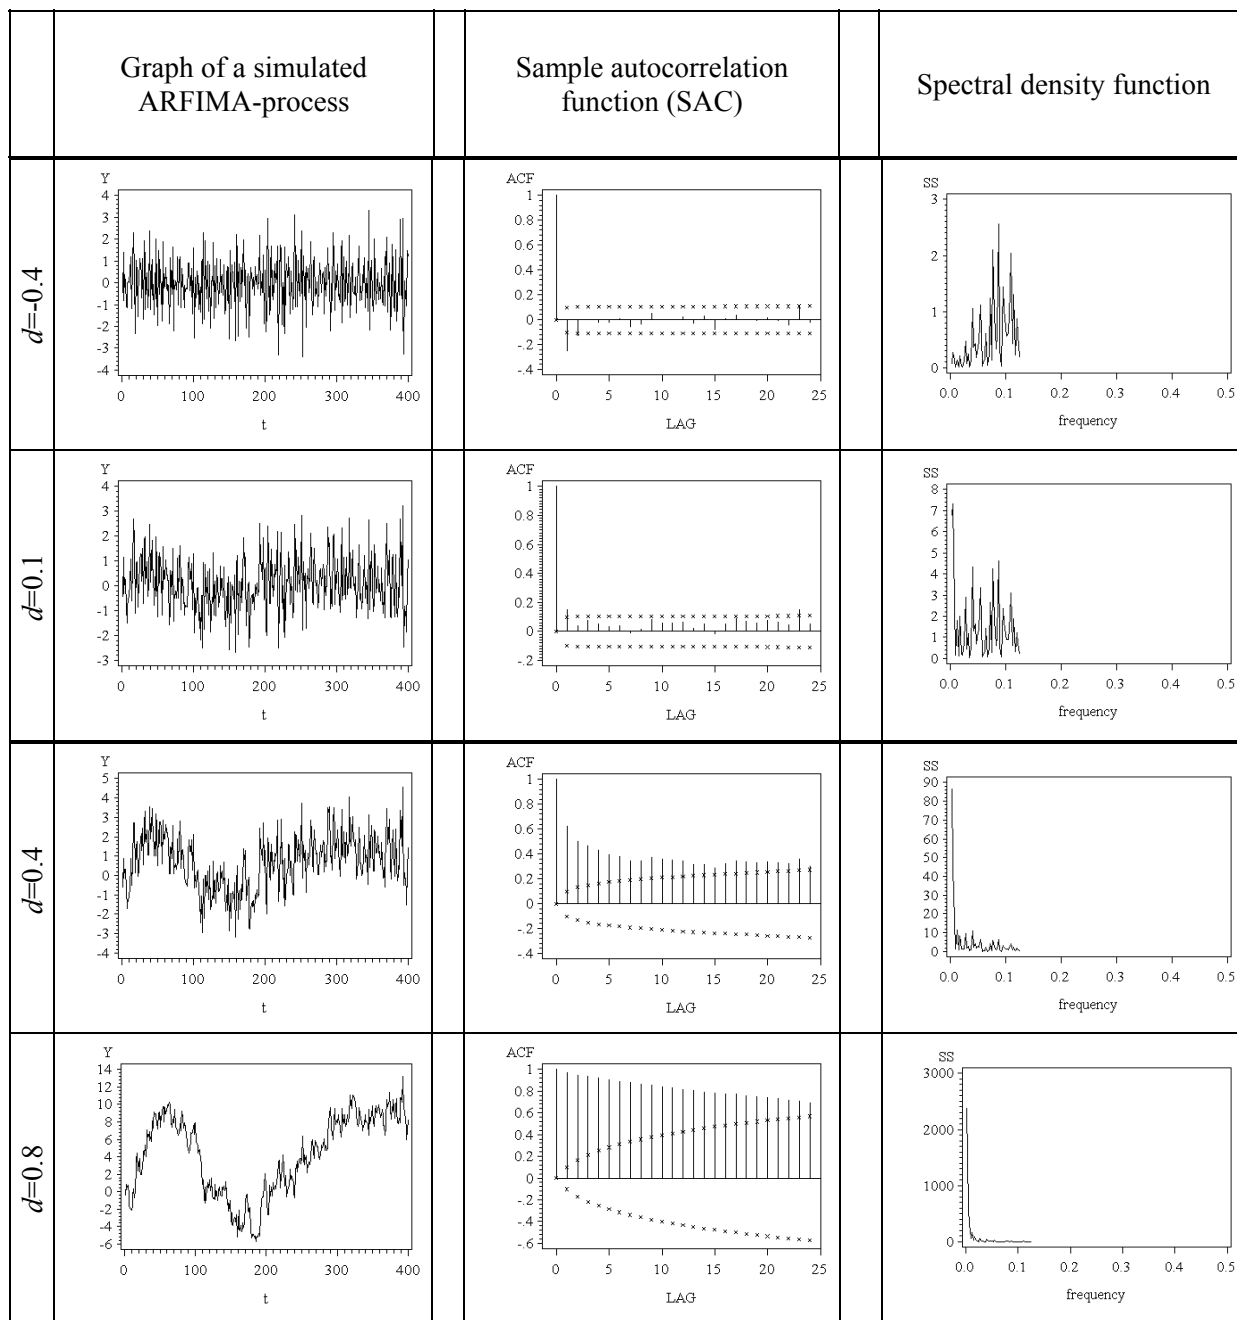 Graph of a simulated
ARFIMA-process
Sample autocorrelation
function (SAC)
Spectral density function
d=-0.4
Y
4
3
2
1
0
-1
-2
-3
-4
0 100 200 300 400
t
ACF
1
0.8
0.6
0.4
0.2
0
-.2
-.4
0 5 10 15 20 25
LAG
SS
3
2
1
0
0.0 0.1 0.2 0.3 0.4 0.5
frequency
d=0.1
Y
4
3
2
1
0
-1
-2
-3
0 100 200 300 400
t
ACF
1
0.8
0.6
0.4
0.2
0
-.2
0 5 10 15 20 25
LAG
SS
8
7
6
5
4
3
2
1
0
0.0 0.1 0.2 0.3 0.4 0.5
frequency
d=0.4
Y
5
4
3
2
1
0
-1
-2
-3
-4
0 100 200 300 400
t
ACF
1
0.8
0.6
0.4
0.2
0
-.2
-.4
0 5 10 15 20 25
LAG
SS
90
80
70
60
50
40
30
20
10
0
0.0 0.1 0.2 0.3 0.4 0.5
frequency
d=0.8
Y
14
12
10
8
6
4
2
0
-2
-4
-6
0 100 200 300 400
t
ACF
1
0.8
0.6
0.4
0.2
0
-.2
-.4
-.6
0 5 10 15 20 25
LAG
SS
3000
2000
1000
0
0.0 0.1 0.2 0.3 0.4 0.5
frequency